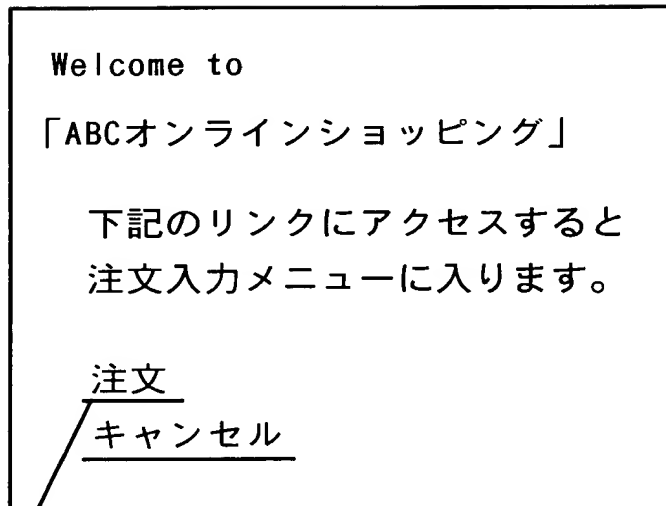 Welcome to
「ABCオンラインショッピング」
下記のリンクにアクセスすると
注文入力メニューに入ります。
注文
キャンセル